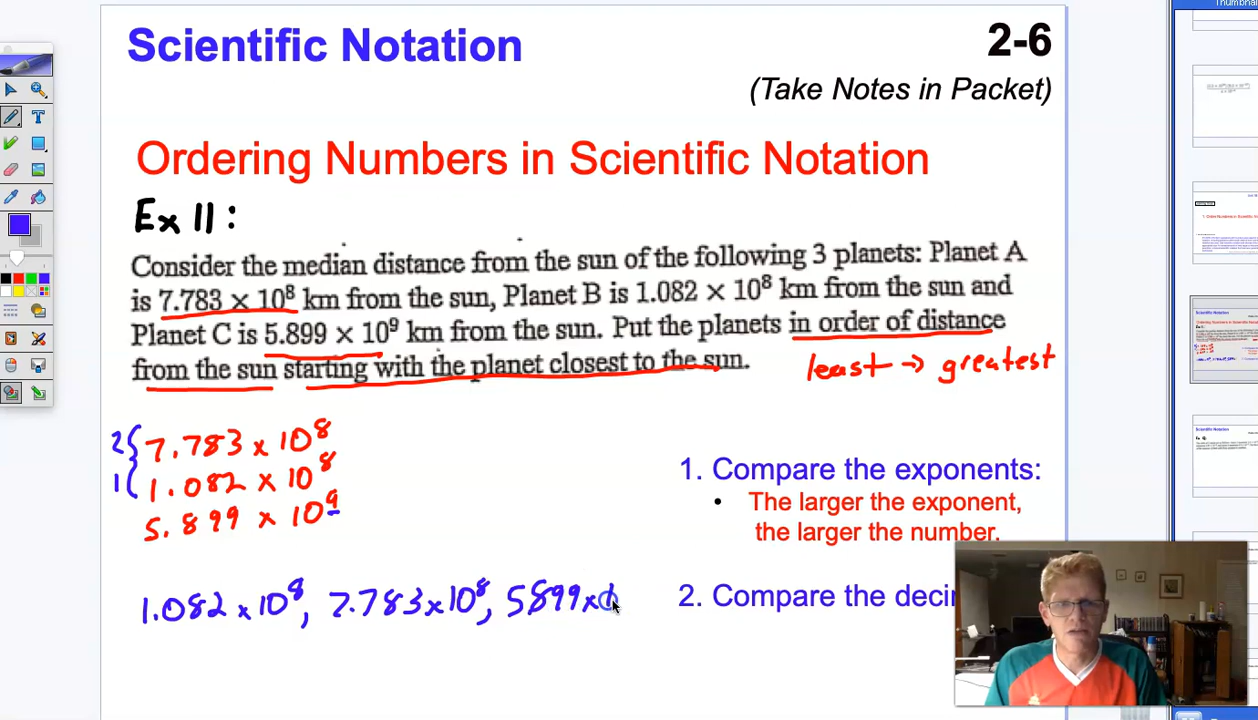 Thumbnai
Scientific Notation
2-6
(Take Notes in Packet)
Ordering Numbers in Scientific Notation
Ex 11:
Consider the median distance from the sun of the following 3 planets: Planet A
is 7.783 × 10⁸ km from the sun, Planet B is 1.082 × 10⁸ km from the sun and
Planet C is 5.899 × 10⁹ km from the sun. Put the planets in order of distance
from the sun starting with the planet closest to the sun.
least → greatest
2 { 7.783 x 10⁸
1 { 1.082 x 10⁸
5.899 x 10⁹
1. Compare the exponents:
• The larger the exponent,
the larger the number.
2. Compare the deci
1.082 x 10⁸, 7.783 x 10⁸, 5899 x